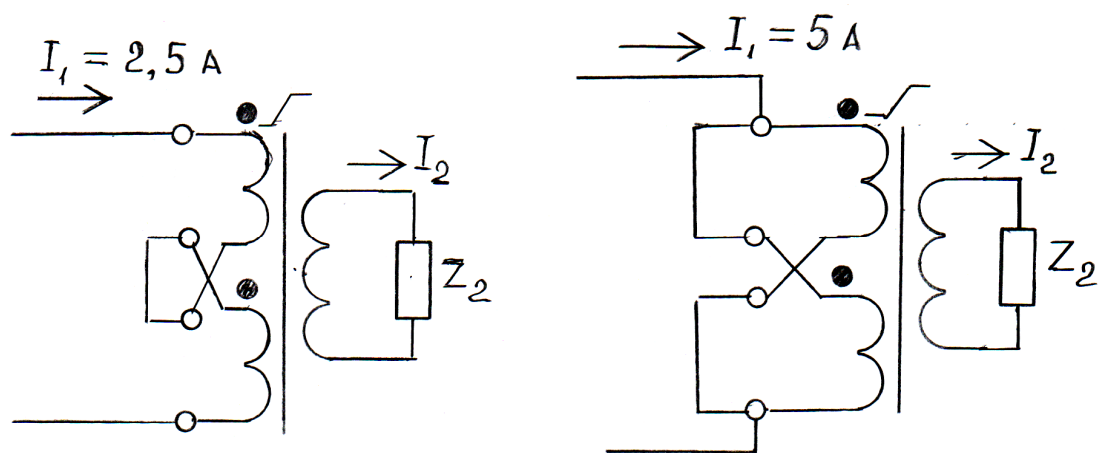 I₁ = 2,5 A
I₂
Z₂
I₁ = 5 A
I₂
Z₂